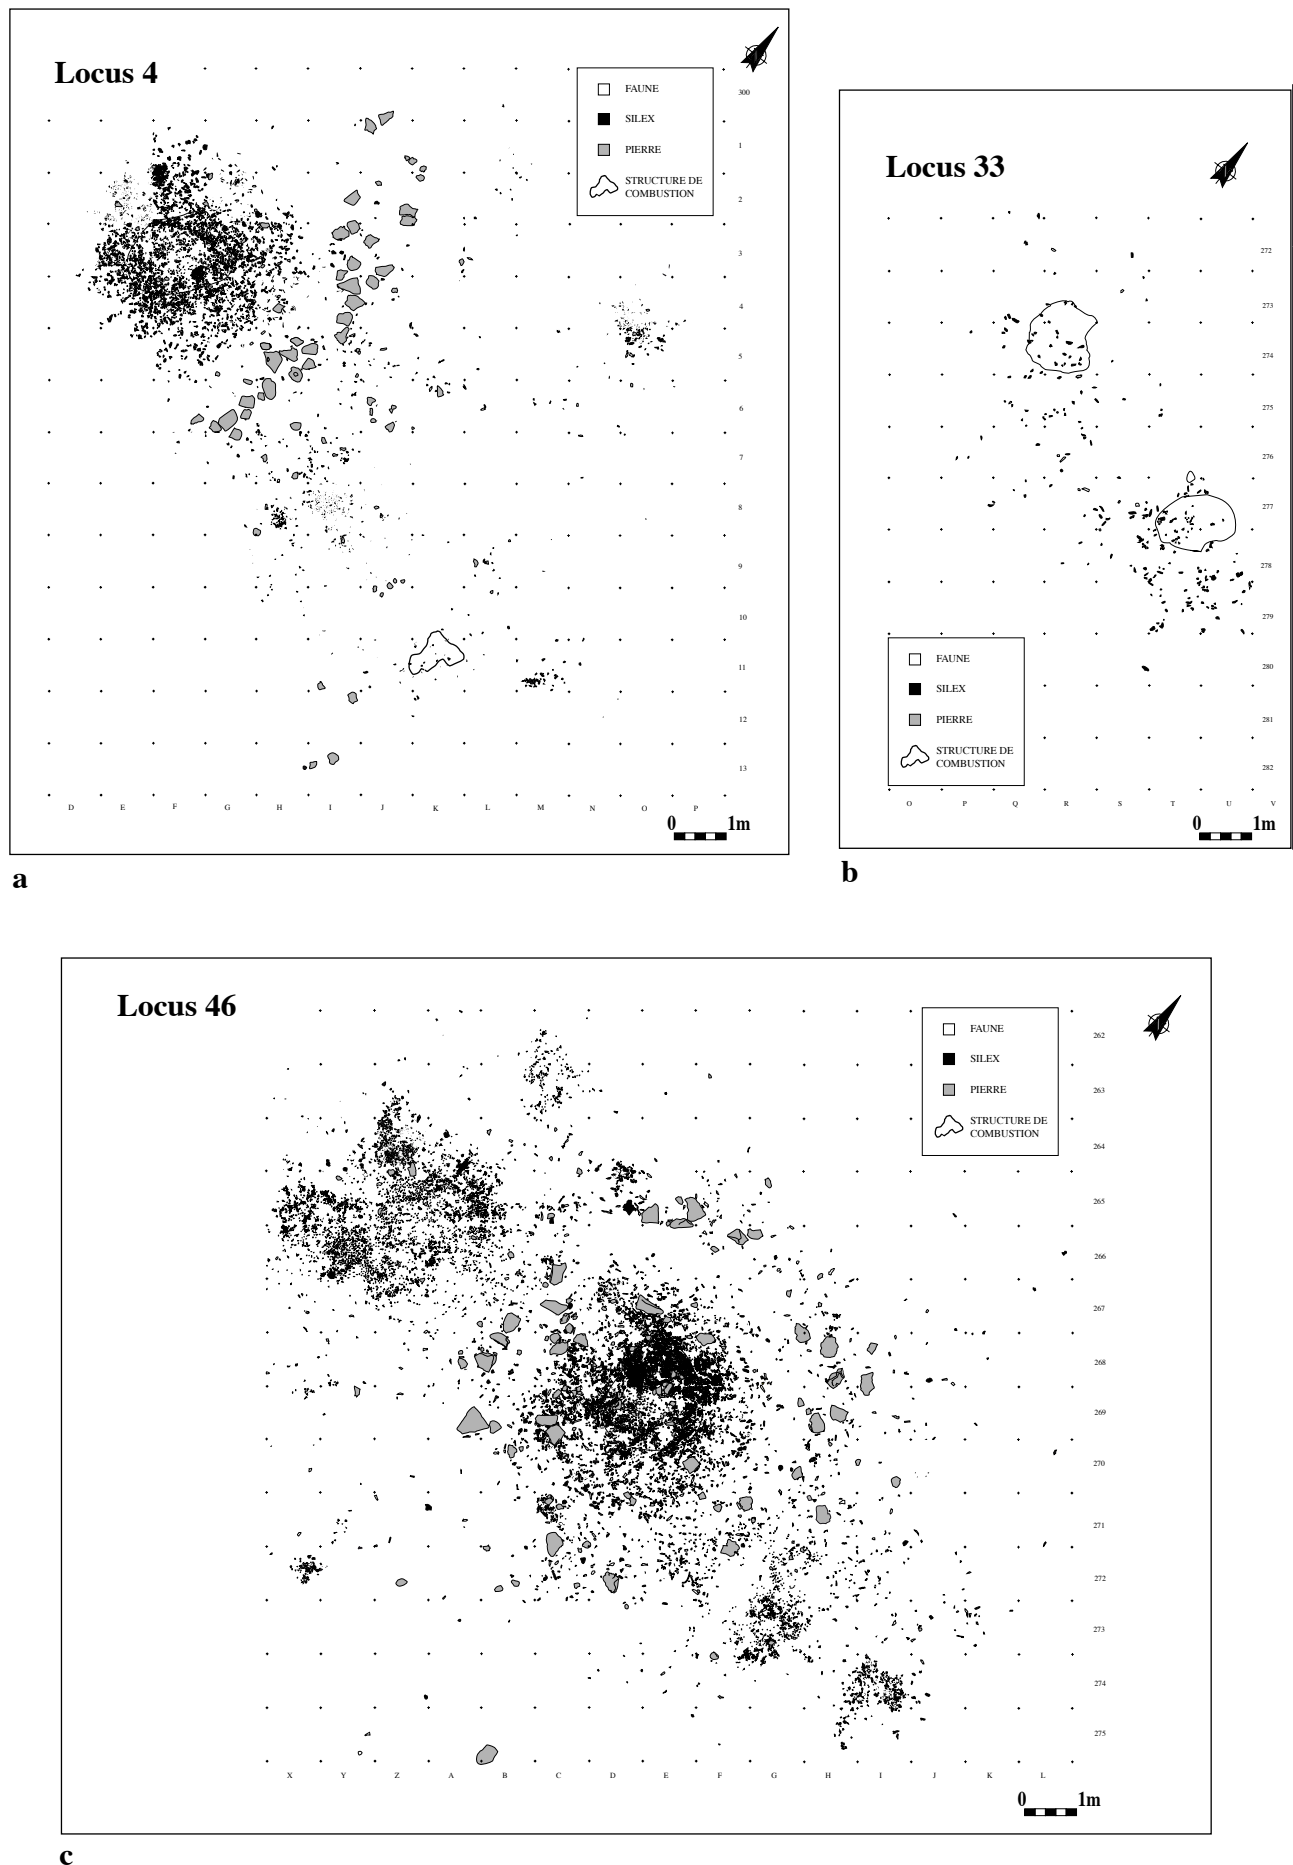 Locus 4
FAUNE
SILEX
PIERRE
STRUCTURE DE
COMBUSTION
300
1
2
3
4
5
6
7
8
9
10
11
12
13
D E F G H I J K L M N O P
0 1m
a
Locus 33
272
273
274
275
276
277
278
279
280
281
282
FAUNE
SILEX
PIERRE
STRUCTURE DE
COMBUSTION
O P Q R S T U V
0 1m
b
Locus 46
FAUNE
SILEX
PIERRE
STRUCTURE DE
COMBUSTION
262
263
264
265
266
267
268
269
270
271
272
273
274
275
X Y Z A B C D E F G H I J K L
0 1m
c